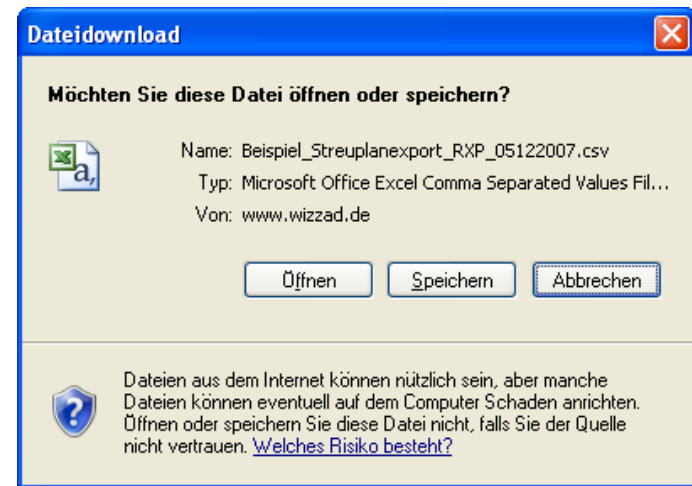 Dateidownload
Möchten Sie diese Datei öffnen oder speichern?
a,
Name: Beispiel_Streuplanexport_RXP_05122007.csv
Typ: Microsoft Office Excel Comma Separated Values Fil...
Von: www.wizzad.de
Öffnen Speichern Abbrechen
Dateien aus dem Internet können nützlich sein, aber manche
Dateien können eventuell auf dem Computer Schaden anrichten.
Öffnen oder speichern Sie diese Datei nicht, falls Sie der Quelle
nicht vertrauen. Welches Risiko besteht?